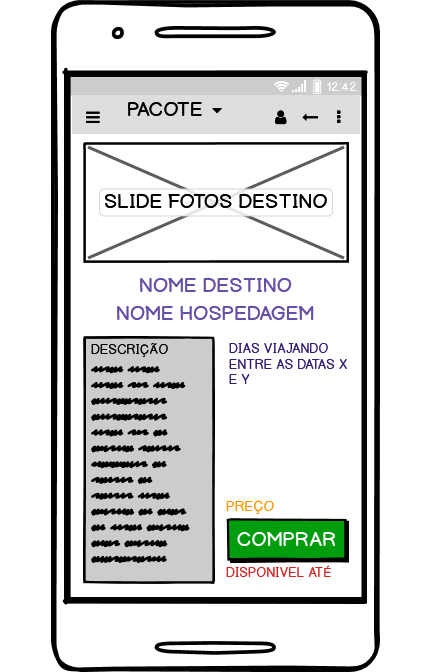 12:42
PACOTE
SLIDE FOTOS DESTINO
NOME DESTINO
NOME HOSPEDAGEM
DESCRIÇÃO
DIAS VIAJANDO
ENTRE AS DATAS X
E Y
PREÇO
COMPRAR
DISPONIVEL ATÉ